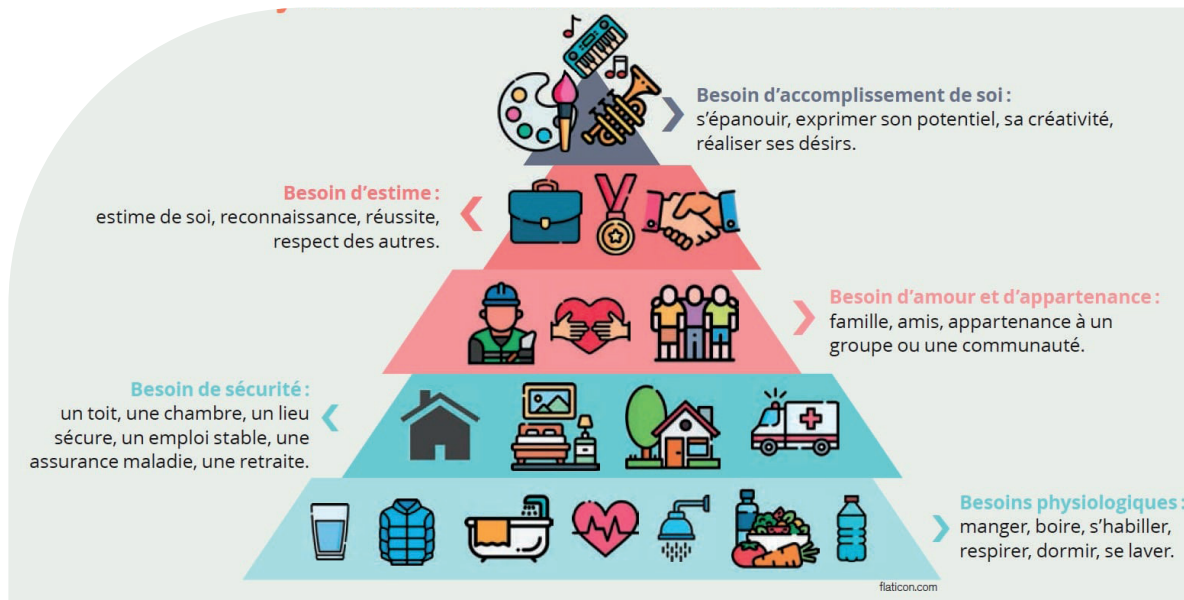 Besoin d'accomplissement de soi :
s'épanouir, exprimer son potentiel, sa créativité,
réaliser ses désirs.
Besoin d'estime :
estime de soi, reconnaissance, réussite,
respect des autres.
Besoin d'amour et d'appartenance :
famille, amis, appartenance à un
groupe ou une communauté.
Besoin de sécurité :
un toit, une chambre, un lieu
sécure, un emploi stable, une
assurance maladie, une retraite.
Besoins physiologiques :
manger, boire, s'habiller,
respirer, dormir, se laver.
flaticon.com